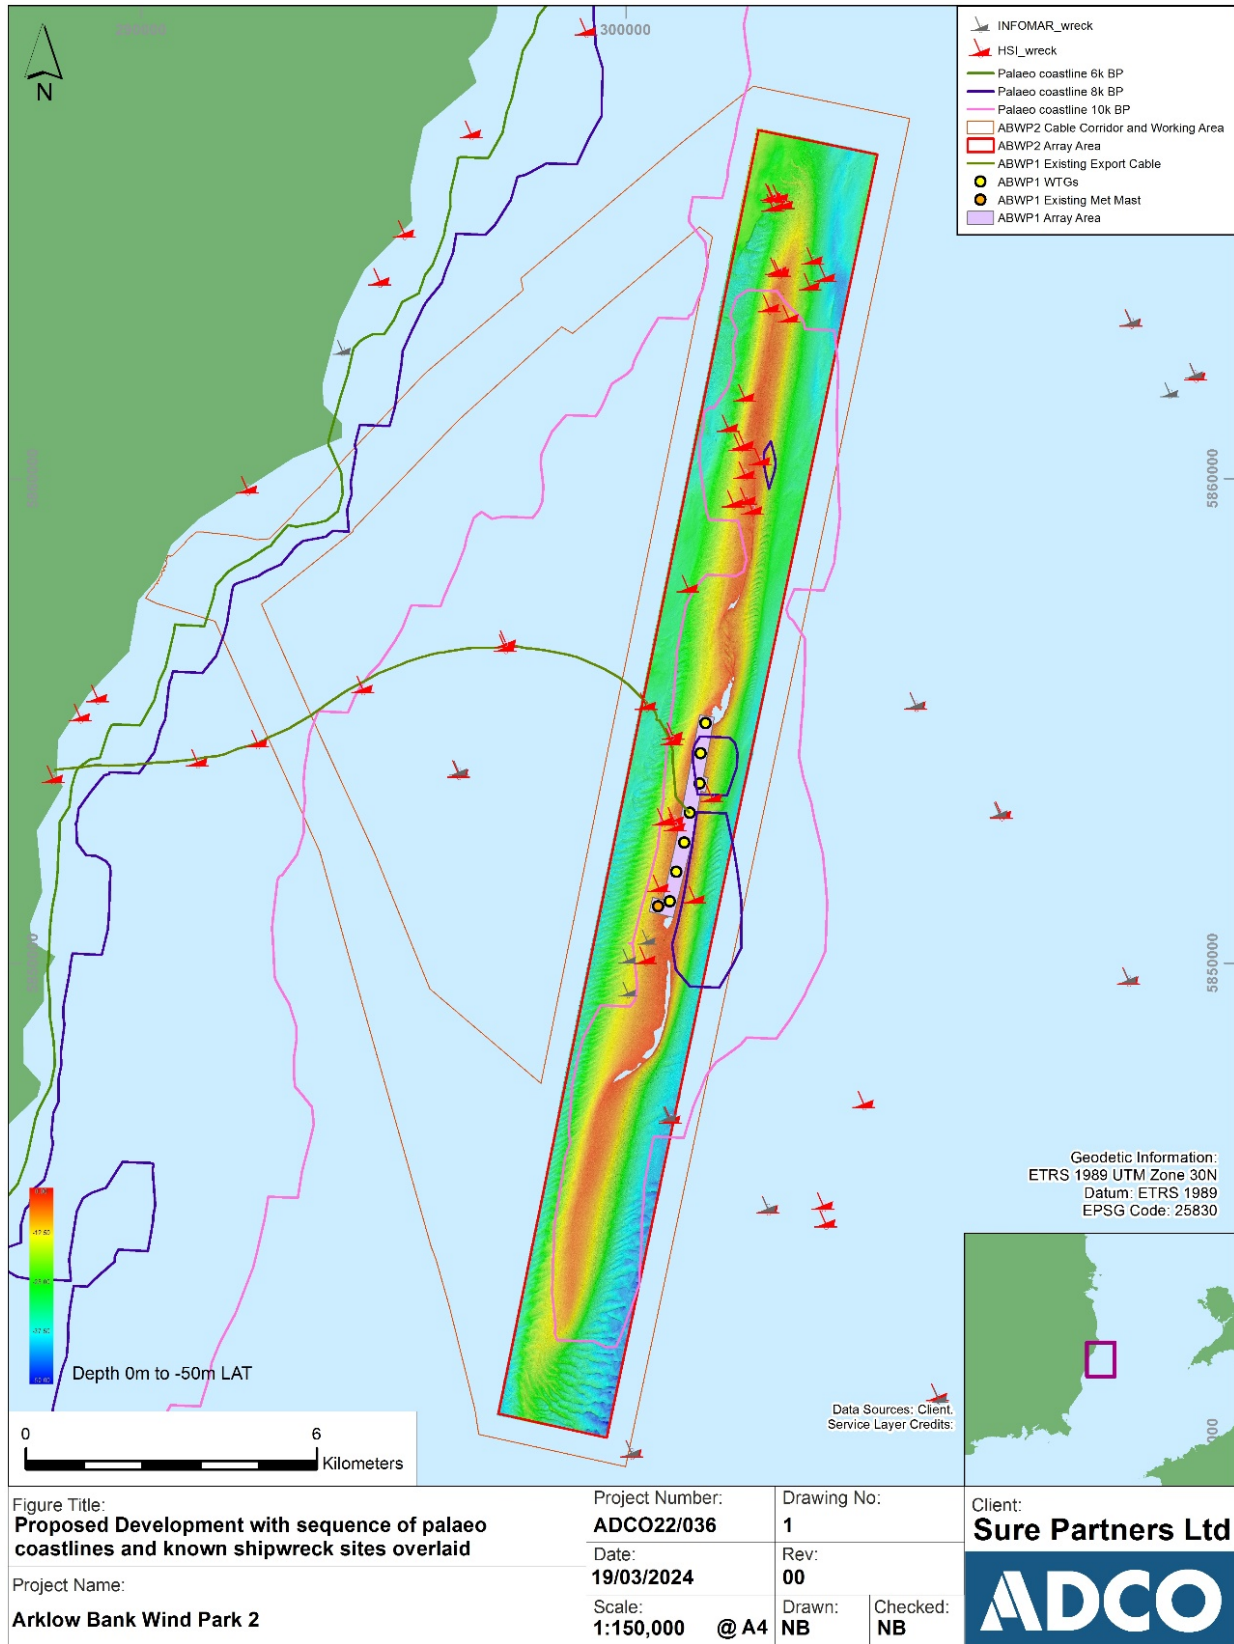 N
300000
INFOMAR_wreck
HSI_wreck
Palaeo coastline 6k BP
Palaeo coastline 8k BP
Palaeo coastline 10k BP
ABWP2 Cable Corridor and Working Area
ABWP2 Array Area
ABWP1 Existing Export Cable
ABWP1 WTGs
ABWP1 Existing Met Mast
ABWP1 Array Area
5860000
5850000
Geodetic Information:
ETRS 1989 UTM Zone 30N
Datum: ETRS 1989
EPSG Code: 25830
Depth 0m to -50m LAT
Data Sources: Client.
Service Layer Credits:
0 6
Kilometers
Figure Title:
Proposed Development with sequence of palaeo
coastlines and known shipwreck sites overlaid
Project Name:
Arklow Bank Wind Park 2
Project Number:
ADCO22/036
Drawing No:
1
Date:
19/03/2024
Rev:
00
Scale:
1:150,000 @ A4
Drawn:
NB
Checked:
NB
Client:
Sure Partners Ltd
ADCO